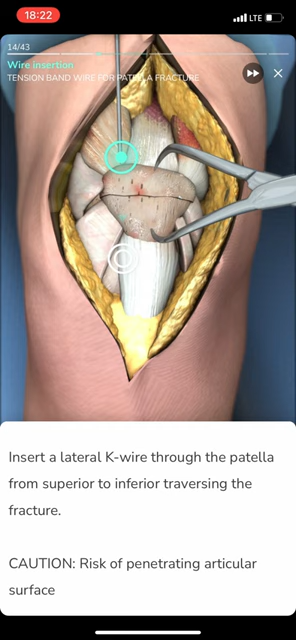 18:22
LTE
14/43
Wire insertion
TENSION BAND WIRE FOR PATELLA FRACTURE
Insert a lateral K-wire through the patella
from superior to inferior traversing the
fracture.
CAUTION: Risk of penetrating articular
surface